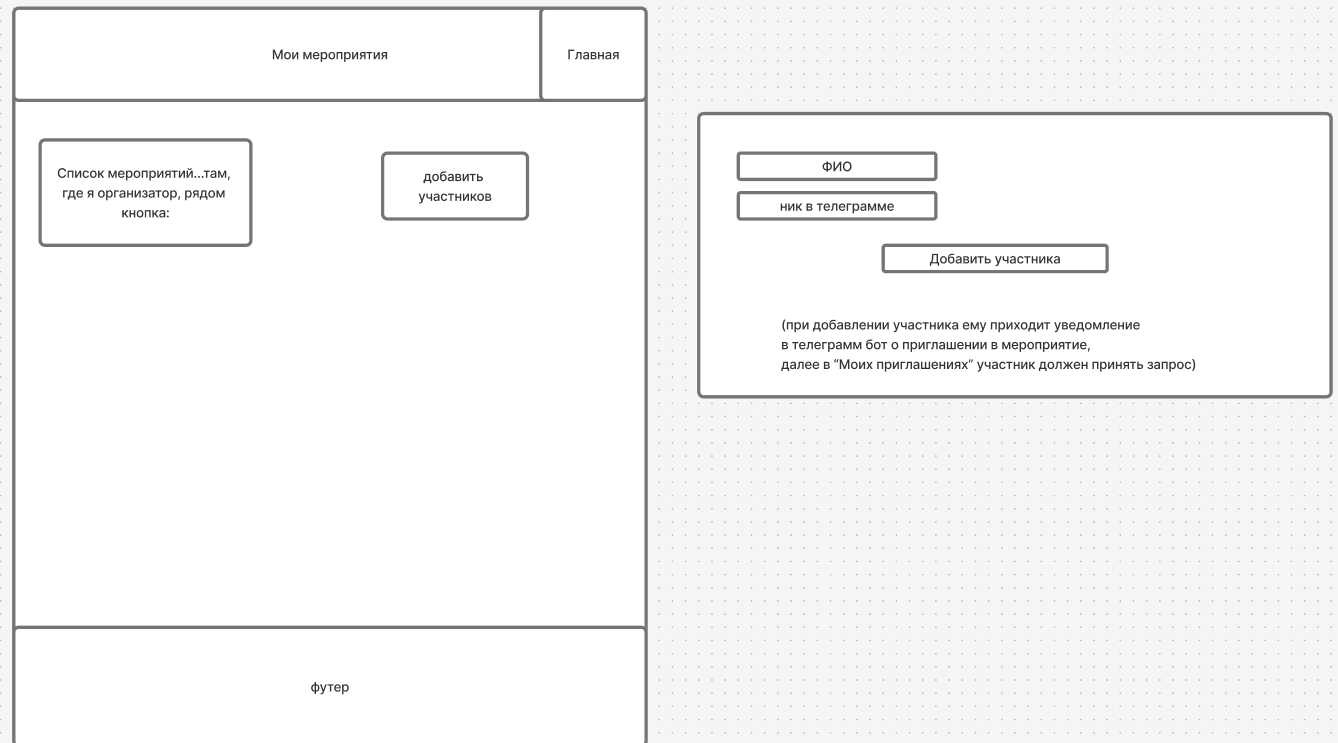 Мои мероприятия
Главная
Список мероприятий...там,
где я организатор, рядом
кнопка:
добавить
участников
футер
ФИО
ник в телеграмме
Добавить участника
(при добавлении участника ему приходит уведомление
в телеграмм бот о приглашении в мероприятие,
далее в “Моих приглашениях” участник должен принять запрос)